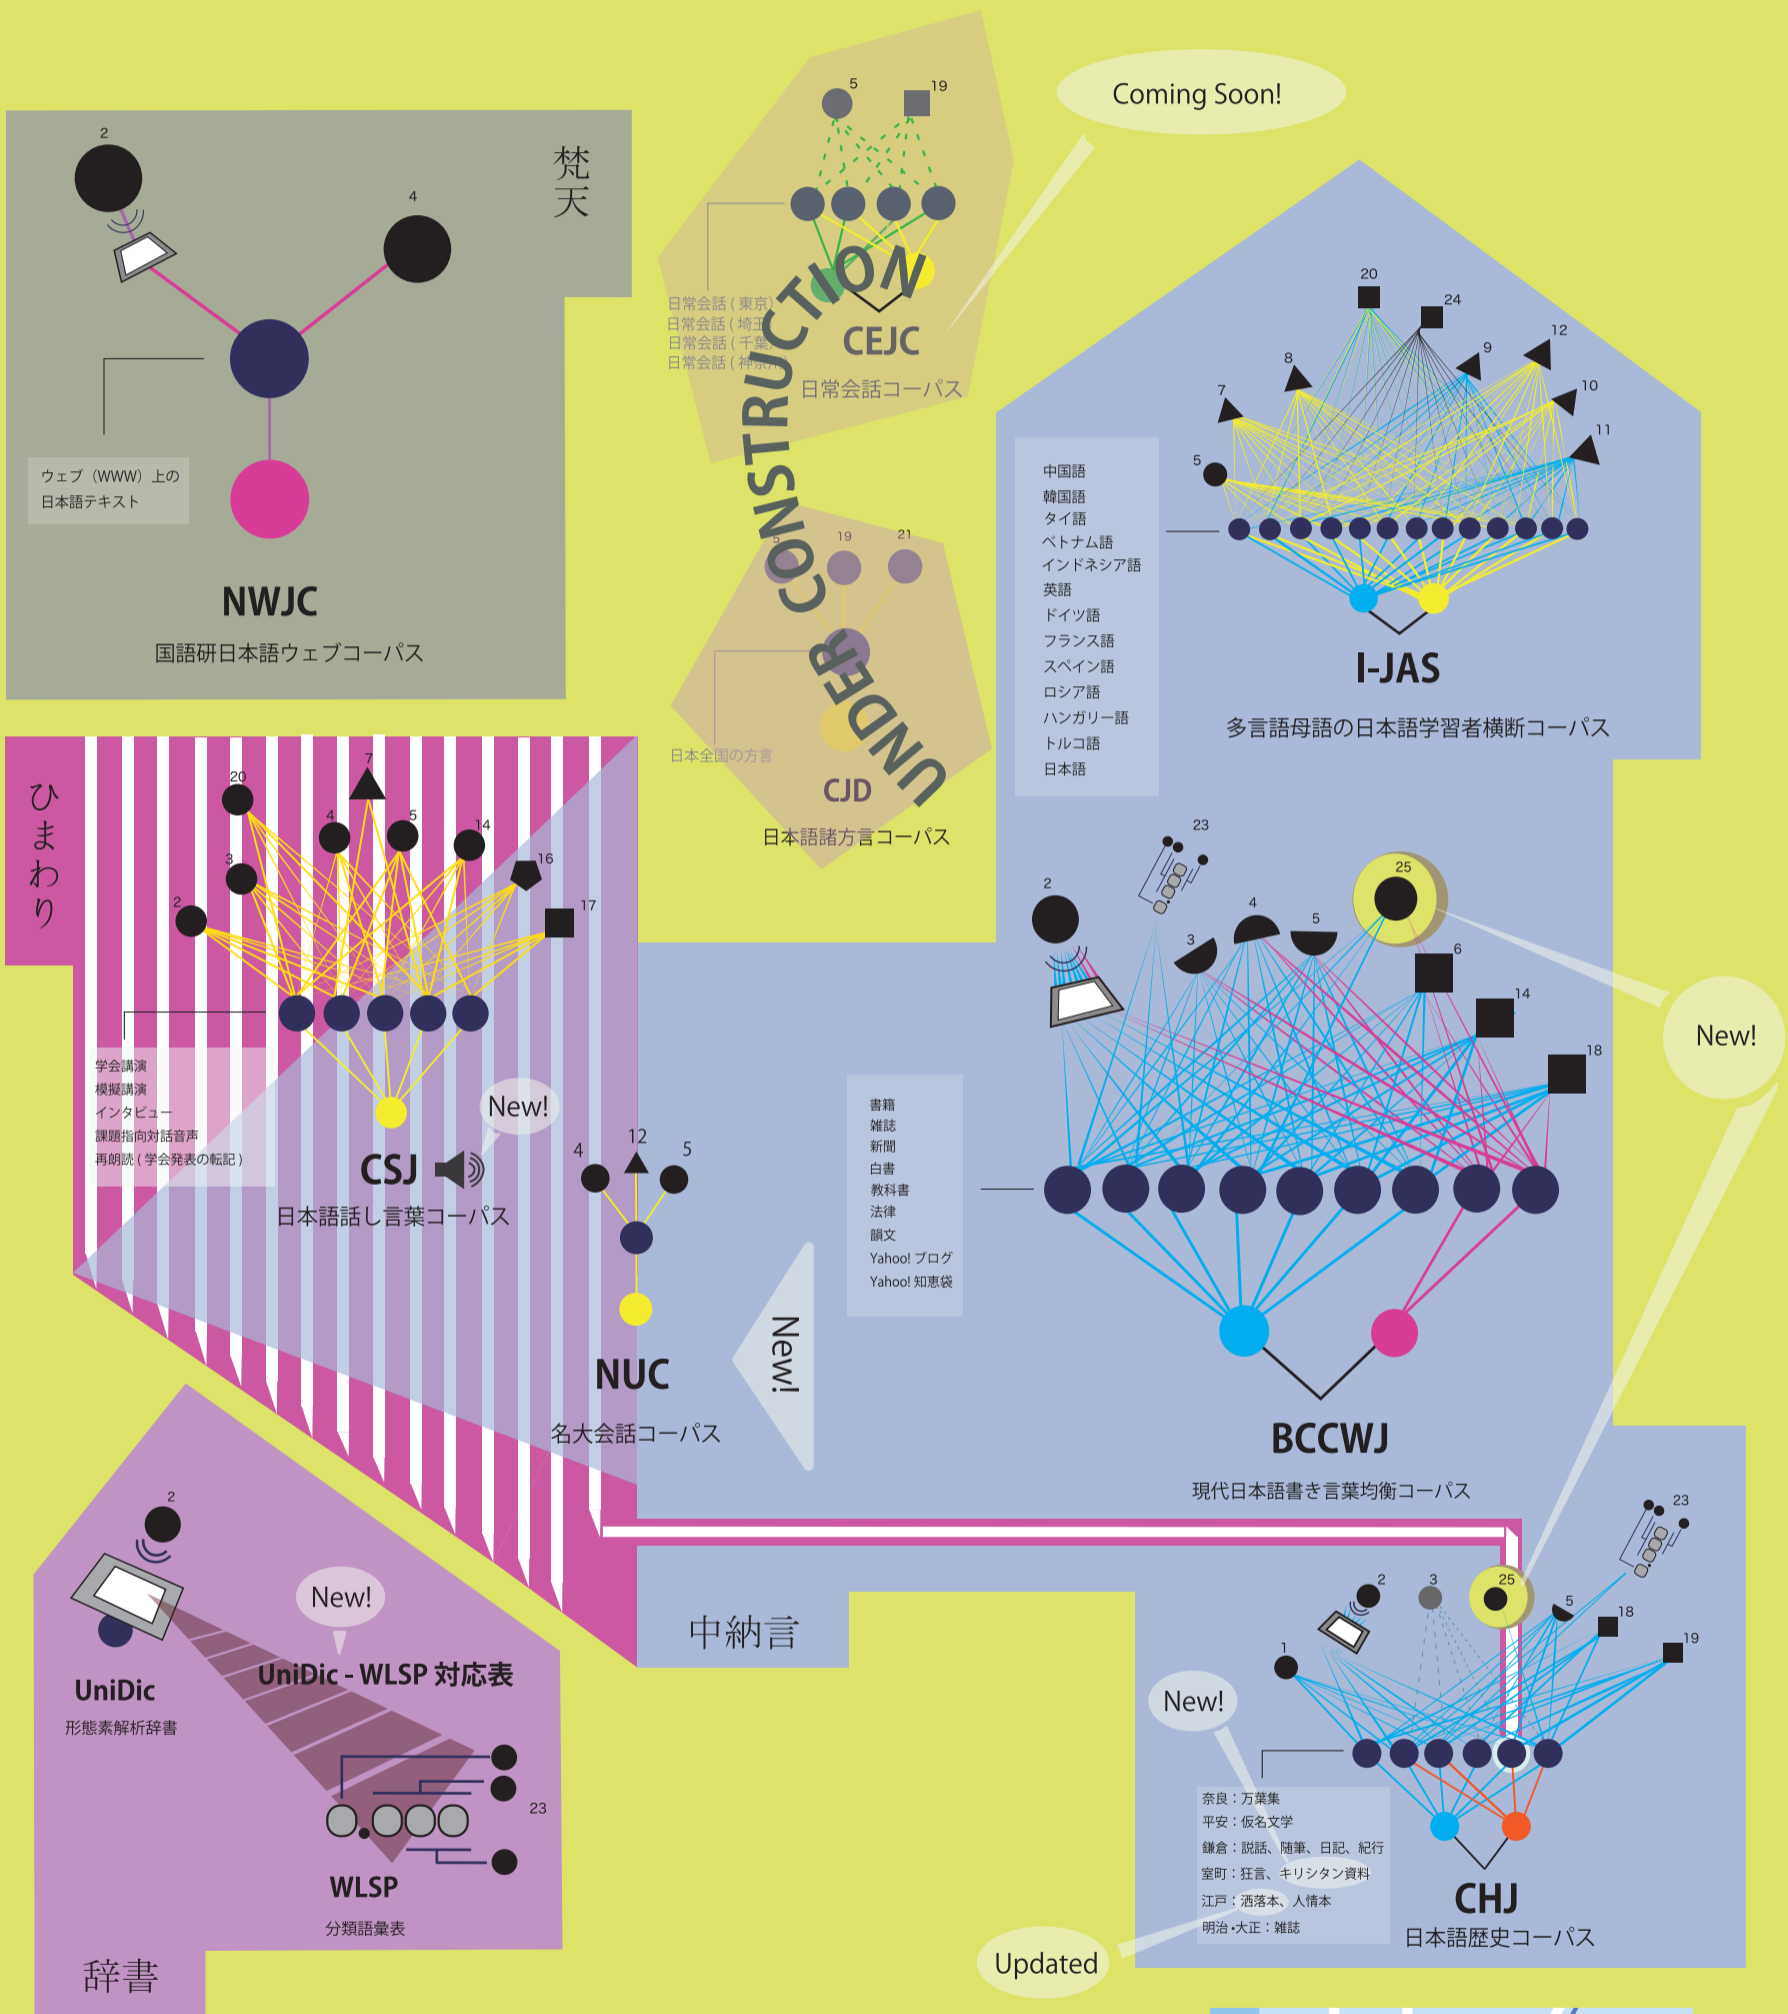 2
4
梵天
ウェブ（WWW）上の
日本語テキスト
NWJC
国語研日本語ウェブコーパス
5
19
Coming Soon!
日常会話 ( 東京）
日常会話 ( 埼玉
日常会話 ( 千葉）
日常会話 ( 神奈川）
CEJC
日常会話コーパス
UNDER CONSTRUCTION
5
19
21
日本全国の方言
CJD
日本語諸方言コーパス
20
24
12
9
8
10
7
11
5
中国語
韓国語
タイ語
ベトナム語
インドネシア語
英語
ドイツ語
フランス語
スペイン語
ロシア語
ハンガリー語
トルコ語
日本語
I-JAS
多言語母語の日本語学習者横断コーパス
ひまわり
7
20
4
5
14
3
16
2
17
学会講演
模擬講演
インタビュー
課題指向対話音声
再朗読 ( 学会発表の転記 )
New!
CSJ
日本語話し言葉コーパス
4
12
5
NUC
名大会話コーパス
New!
23
25
2
4
5
3
6
14
18
New!
書籍
雑誌
新聞
白書
教科書
法律
韻文
Yahoo! ブログ
Yahoo! 知恵袋
BCCWJ
現代日本語書き言葉均衡コーパス
中納言
2
New!
UniDic
形態素解析辞書
UniDic - WLSP 対応表
23
WLSP
分類語彙表
辞書
23
2
3
25
5
18
19
1
New!
奈良：万葉集
平安：仮名文学
鎌倉：説話、随筆、日記、紀行
室町：狂言、キリシタン資料
江戸：洒落本、人情本
明治・大正：雑誌
CHJ
日本語歴史コーパス
Updated